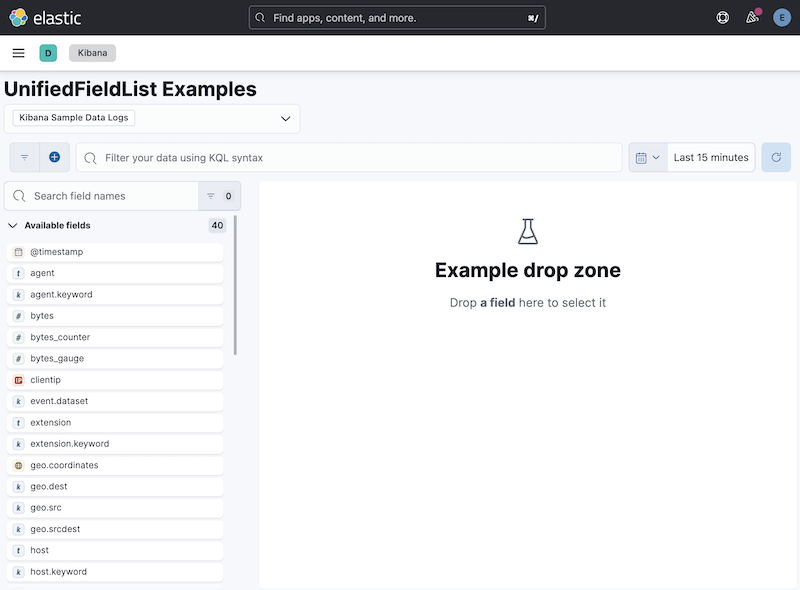 elastic
Find apps, content, and more.
⌘/
E
D
Kibana
UnifiedFieldList Examples
Kibana Sample Data Logs
Filter your data using KQL syntax
Last 15 minutes
Search field names
0
Available fields
40
@timestamp
t agent
k agent.keyword
# bytes
# bytes_counter
# bytes_gauge
IP clientip
k event.dataset
t extension
k extension.keyword
geo.coordinates
k geo.dest
k geo.src
k geo.srcdest
t host
k host.keyword
Example drop zone
Drop a field here to select it